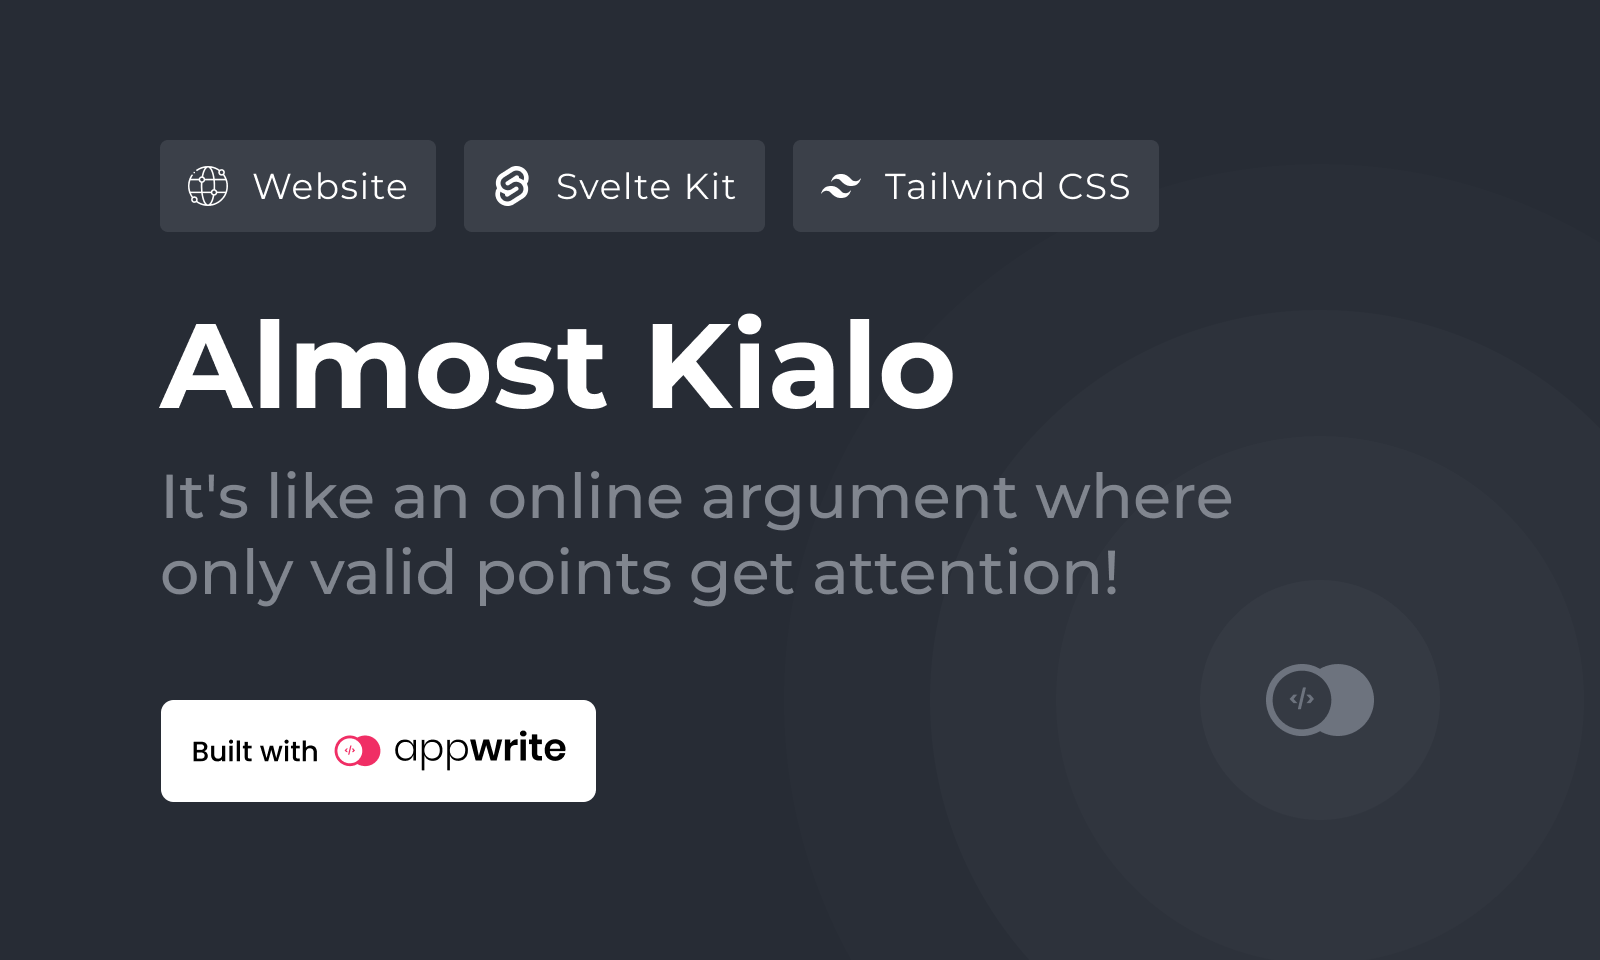 Website Svelte Kit Tailwind CSS
Almost Kialo
It's like an online argument where
only valid points get attention!
Built with </> appwrite
</>